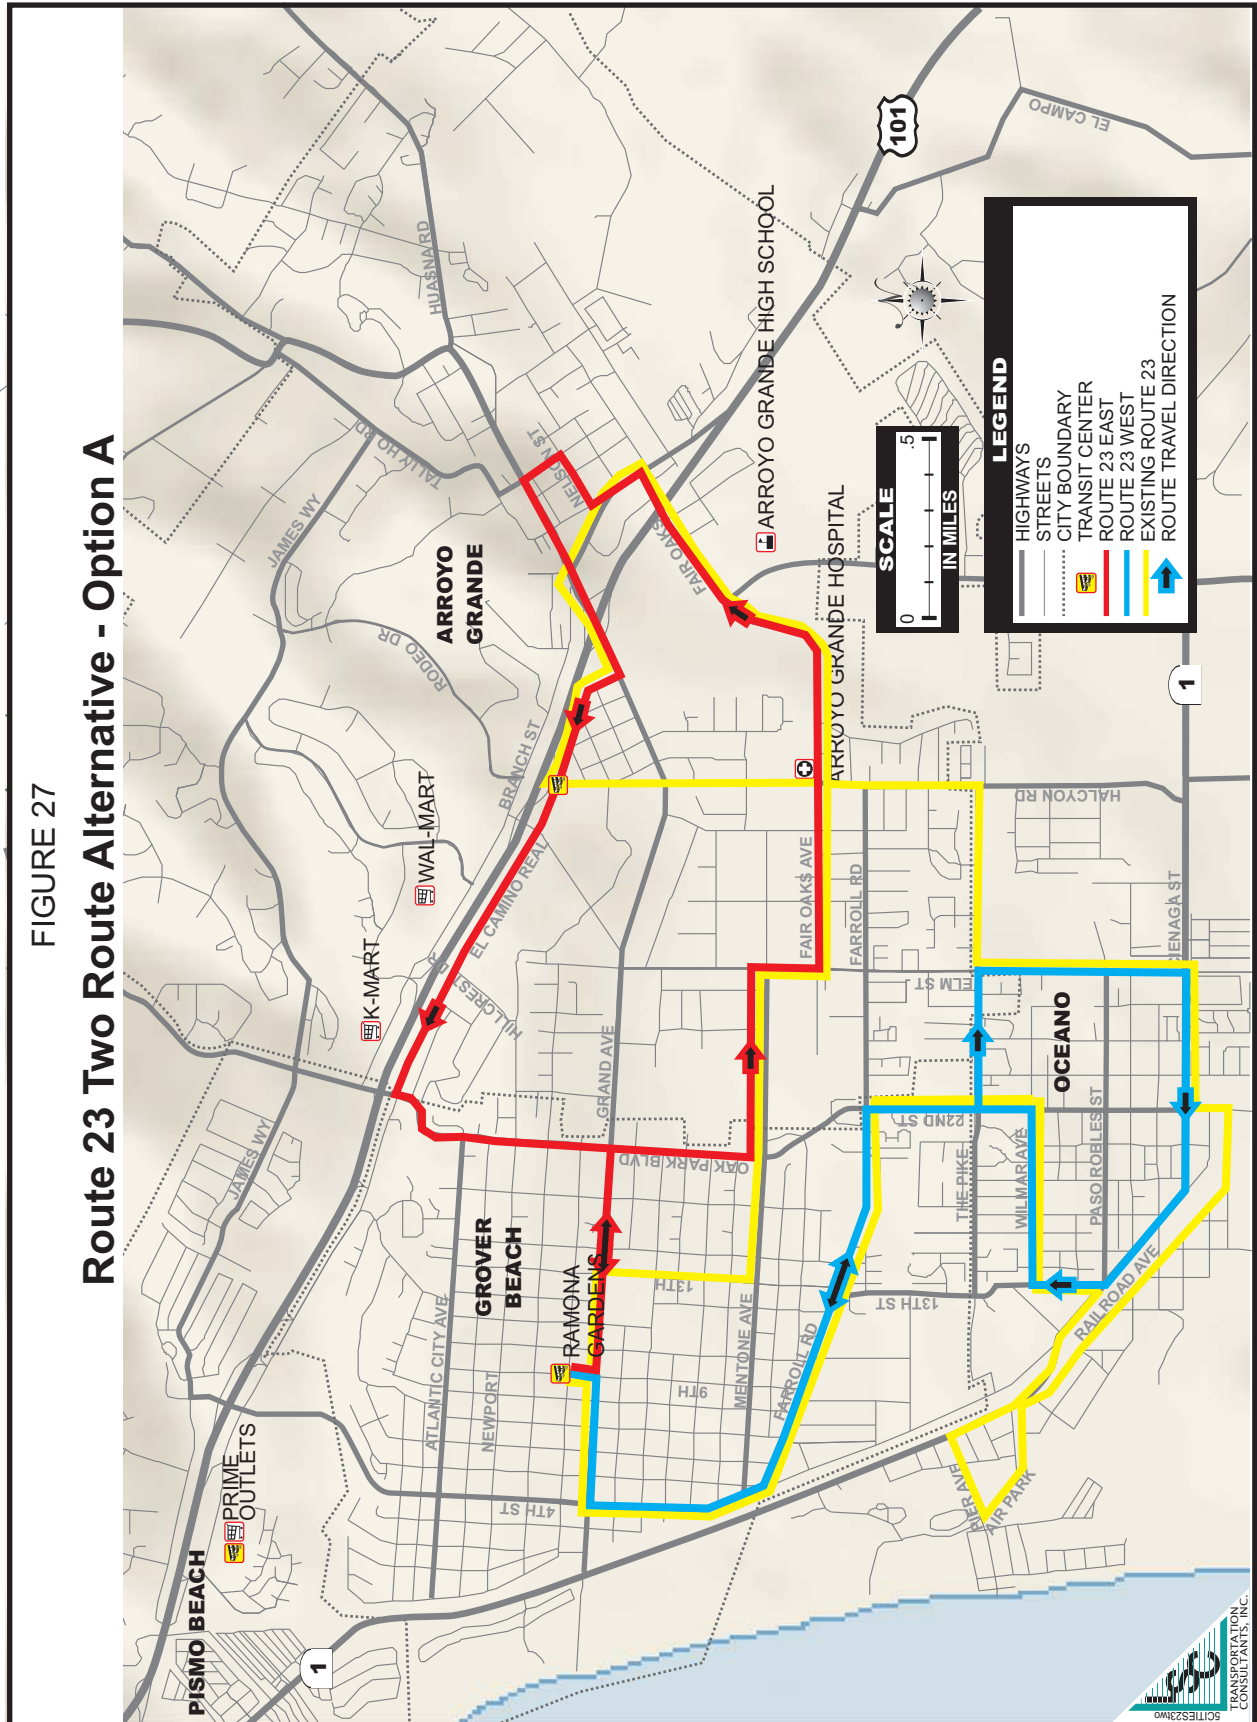 FIGURE 27
Route 23 Two Route Alternative - Option A
PISMO BEACH
PRIME
OUTLETS
1
JAMES WY
K-MART
WAL-MART
JAMES WY
RODEO DR
TALLY HO RD
HUASNA RD
ARROYO
GRANDE
BRANCH ST
EL CAMINO REAL
HILLCREST DR
NELSON ST
FAIR OAKS
ATLANTIC CITY AVE
NEWPORT
4TH ST
GROVER
BEACH
RAMONA
GARDENS
GRAND AVE
OAK PARK BLVD
13TH
9TH
MENTONE AVE
FARROLL RD
FAIR OAKS AVE
FARROLL RD
ARROYO GRANDE HIGH SCHOOL
ARROYO GRANDE HOSPITAL
101
EL CAMPO
ELM ST
22ND ST
13TH ST
THE PIKE
WILMAR AVE
OCEANO
PASO ROBLES ST
RAILROAD AVE
PIER AVE
AIR PARK
HALCYON RD
IENAGA ST
1
SCALE
0
.5
IN MILES
LEGEND
HIGHWAYS
STREETS
CITY BOUNDARY
TRANSIT CENTER
ROUTE 23 EAST
ROUTE 23 WEST
EXISTING ROUTE 23
ROUTE TRAVEL DIRECTION
TRANSPORTATION
CONSULTANTS, INC.
5CITIES23two